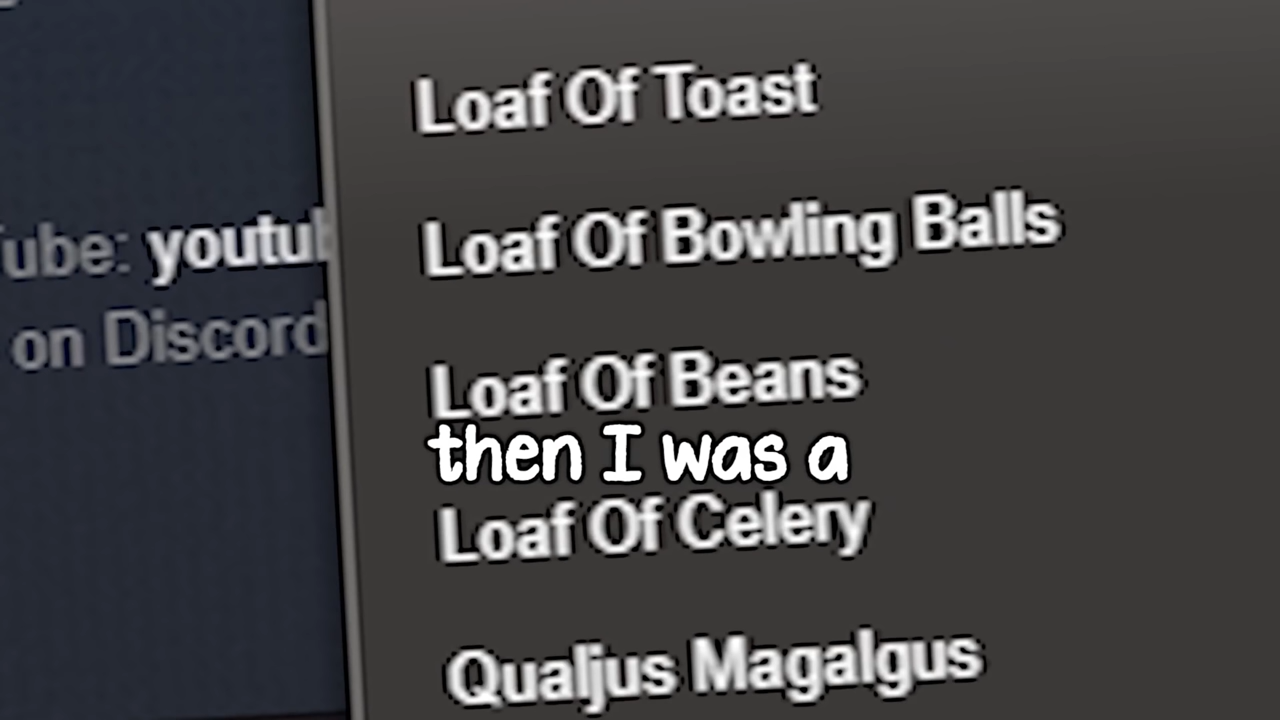 Loaf Of Toast
Loaf Of Bowling Balls
Tube: youtub
on Discord
Loaf Of Beans
then I was a
Loaf Of Celery
Qualjus Magalgus